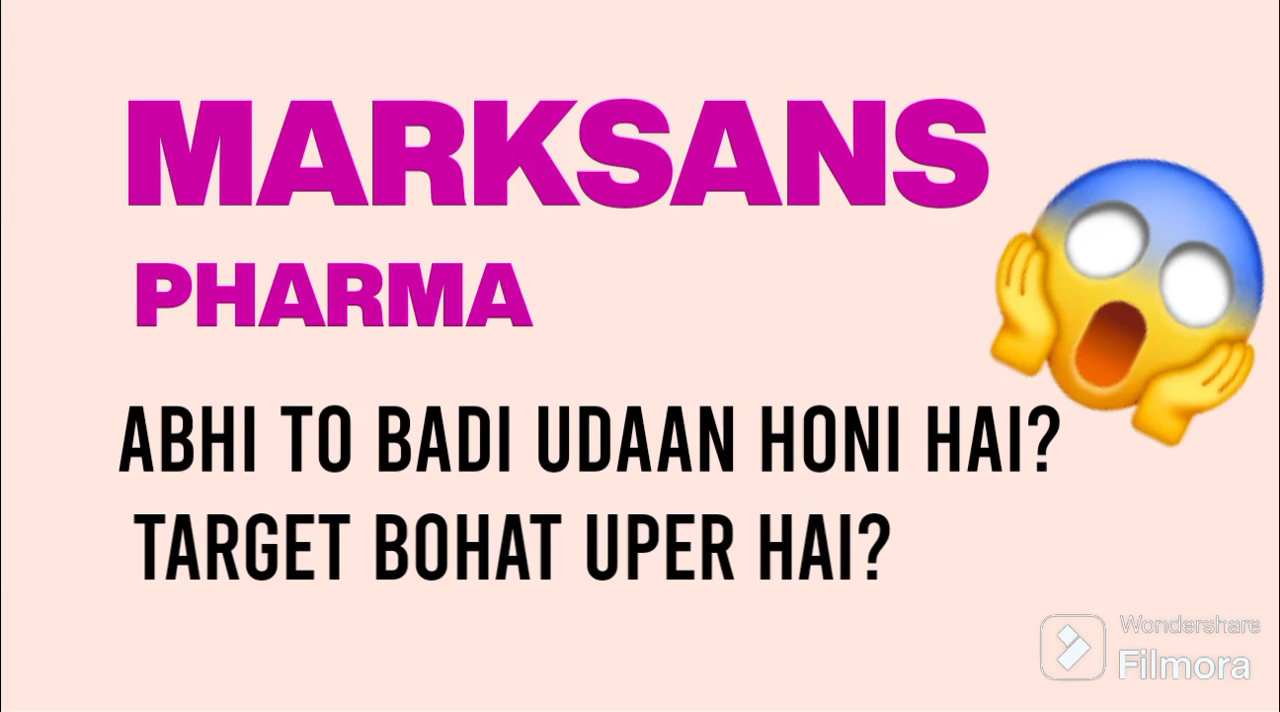 MARKSANS
PHARMA
ABHI TO BADI UDAAN HONI HAI?
TARGET BOHAT UPER HAI?
Wondershare
Filmora